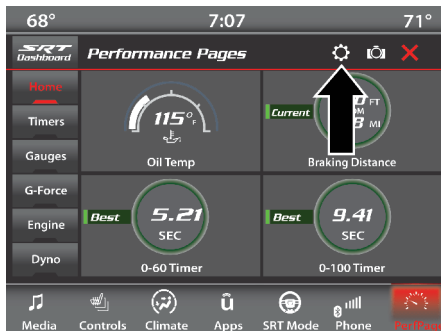 68° 7:07 71°
SRT Dashboard Performance Pages
Home
Timers
Gauges
G-Force
Engine
Dyno
115°F
Oil Temp
Current
FT
MI
Braking Distance
Best 5.21 SEC
0-60 Timer
Best 9.41 SEC
0-100 Timer
Media Controls Climate Apps SRT Mode Phone